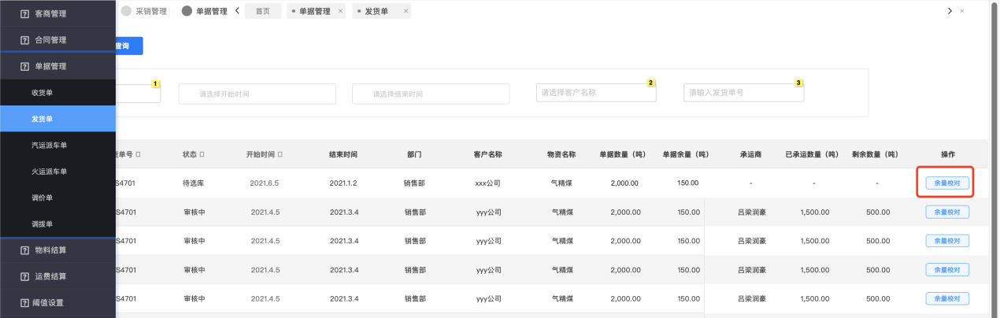 客商管理
合同管理
单据管理
收货单
发货单
汽运派车单
火运派车单
调价单
调拨单
物料结算
运费结算
阈值设置
采销管理 单据管理 首页 单据管理 × 发货单 × ×
查询
1 请选择开始时间 请选择结束时间 请选择客户名称 2 请输入发货单号 3
货单号 状态 开始时间 结束时间 部门 客户名称 物资名称 单据数量（吨） 单据余量（吨） 承运商 已承运数量（吨） 剩余数量（吨） 操作
S4701 待选库 2021.6.5 2021.1.2 销售部 xxx公司 气精煤 2,000.00 150.00 - - - 余量校对
S4701 审核中 2021.4.5 2021.3.4 销售部 yyy公司 气精煤 2,000.00 150.00 吕梁润豪 1,500.00 500.00 余量校对
S4701 审核中 2021.4.5 2021.3.4 销售部 yyy公司 气精煤 2,000.00 150.00 吕梁润豪 1,500.00 500.00 余量校对
S4701 审核中 2021.4.5 2021.3.4 销售部 yyy公司 气精煤 2,000.00 150.00 吕梁润豪 1,500.00 500.00 余量校对
S4701 审核中 2021.4.5 2021.3.4 销售部 yyy公司 气精煤 2,000.00 150.00 吕梁润豪 1,500.00 500.00 余量校对